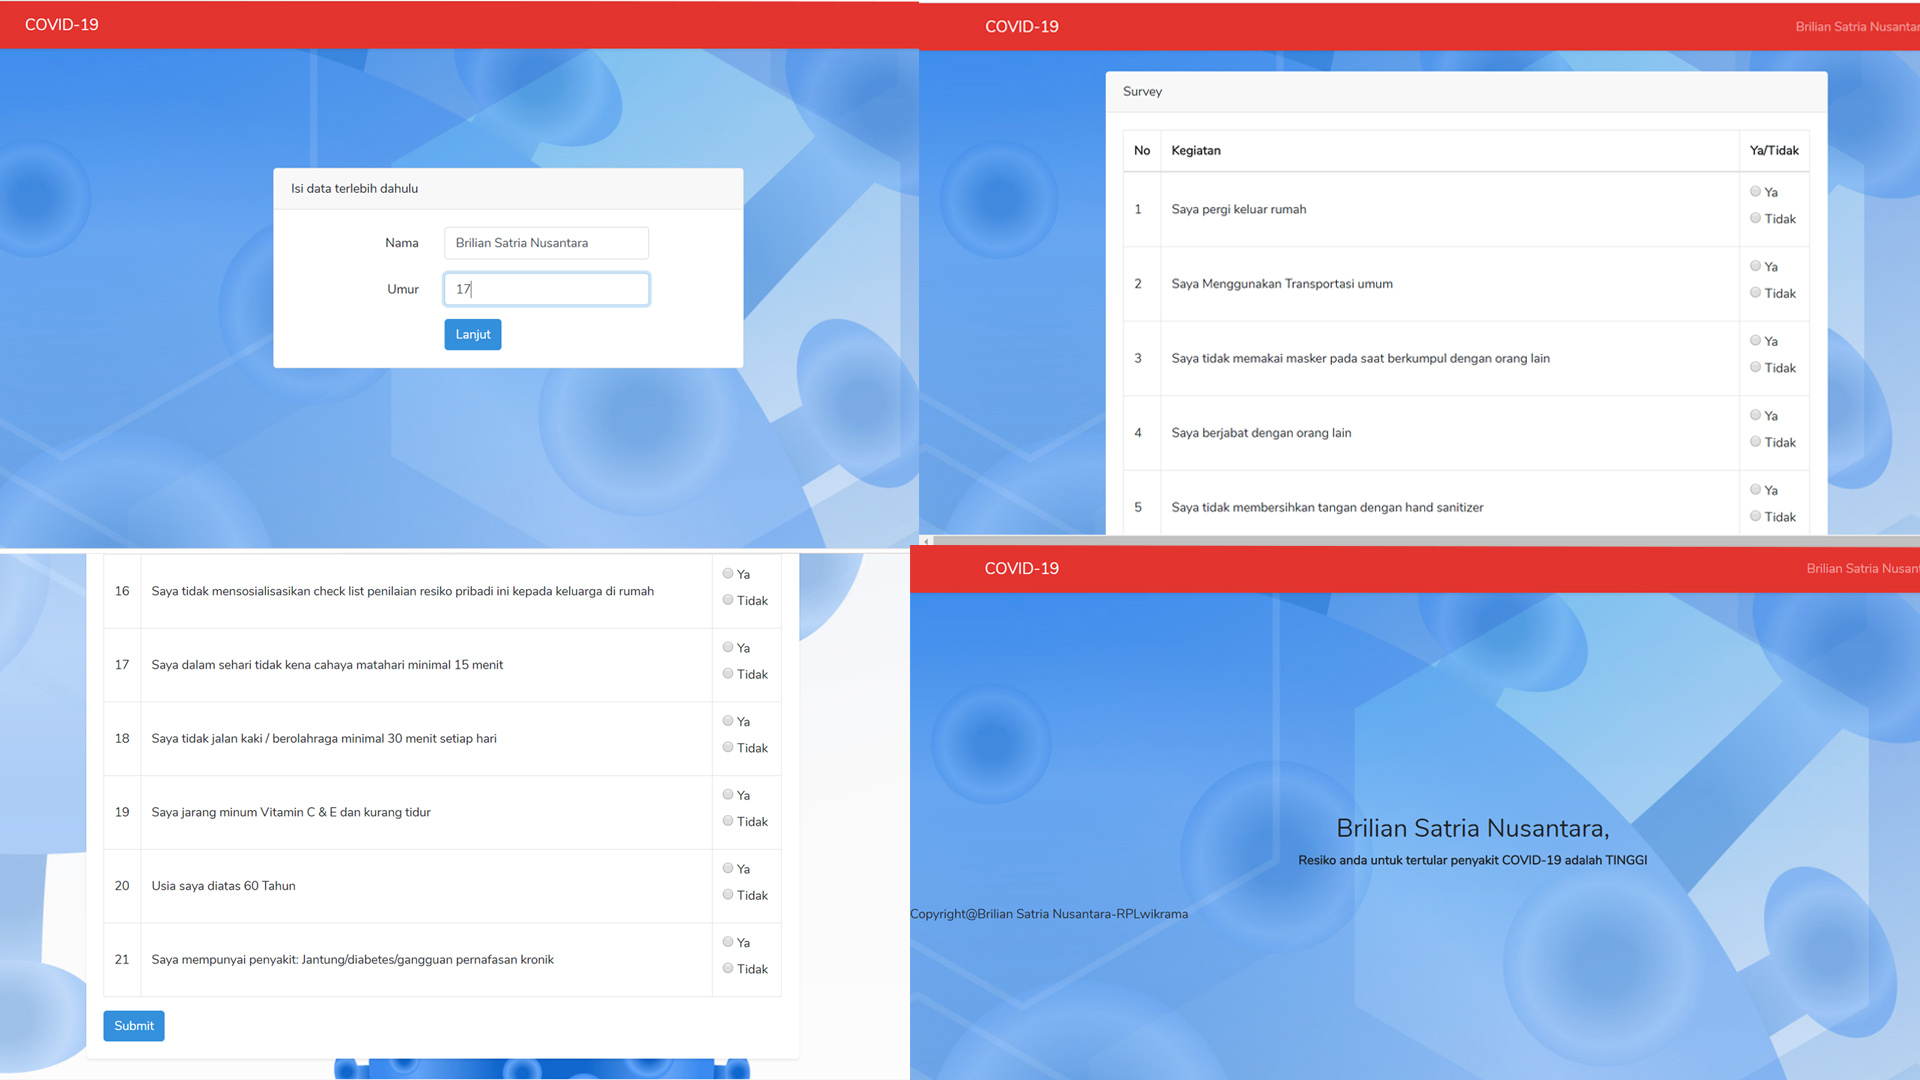 COVID-19
Isi data terlebih dahulu
Nama Brilian Satria Nusantara
Umur 17
Lanjut
COVID-19 Brilian Satria Nusantar
Survey
No Kegiatan Ya/Tidak
1 Saya pergi keluar rumah Ya Tidak
2 Saya Menggunakan Transportasi umum Ya Tidak
3 Saya tidak memakai masker pada saat berkumpul dengan orang lain Ya Tidak
4 Saya berjabat dengan orang lain Ya Tidak
5 Saya tidak membersihkan tangan dengan hand sanitizer Ya Tidak
16 Saya tidak mensosialisasikan check list penilaian resiko pribadi ini kepada keluarga di rumah Ya Tidak
17 Saya dalam sehari tidak kena cahaya matahari minimal 15 menit Ya Tidak
18 Saya tidak jalan kaki / berolahraga minimal 30 menit setiap hari Ya Tidak
19 Saya jarang minum Vitamin C & E dan kurang tidur Ya Tidak
20 Usia saya diatas 60 Tahun Ya Tidak
21 Saya mempunyai penyakit: Jantung/diabetes/gangguan pernafasan kronik Ya Tidak
Submit
COVID-19 Brilian Satria Nusant
Brilian Satria Nusantara,
Resiko anda untuk tertular penyakit COVID-19 adalah TINGGI
Copyright@Brilian Satria Nusantara-RPLwikrama